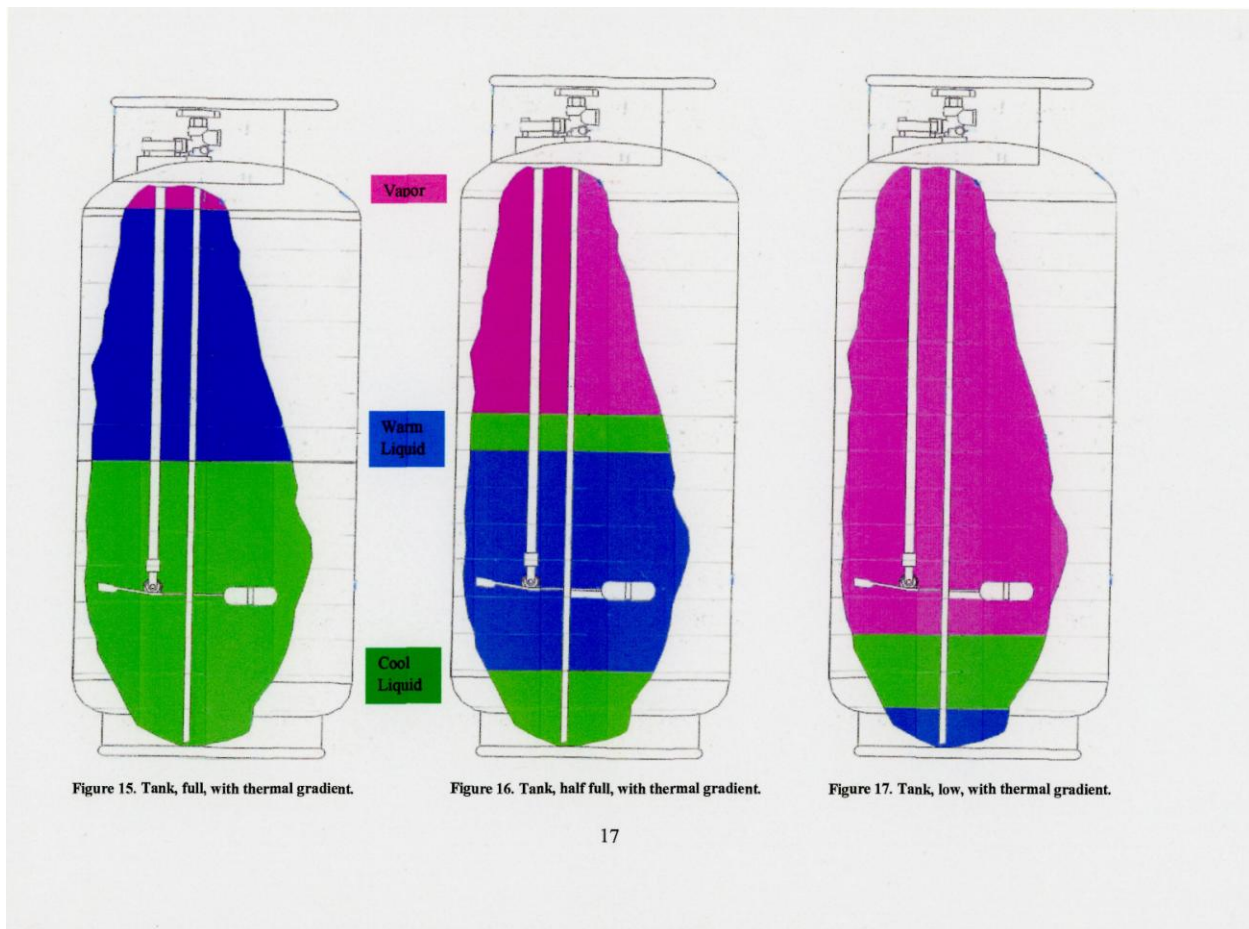 Vapor
Warm
Liquid
Cool
Liquid
Figure 15. Tank, full, with thermal gradient.
Figure 16. Tank, half full, with thermal gradient.
Figure 17. Tank, low, with thermal gradient.
17